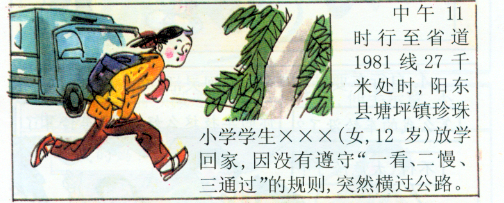 中午 11
时行至省道
1981 线 27 千
米处时,阳东
县塘坪镇珍珠
小学学生×××(女,12 岁)放学
回家,因没有遵守“一看、二慢、
三通过”的规则,突然横过公路。